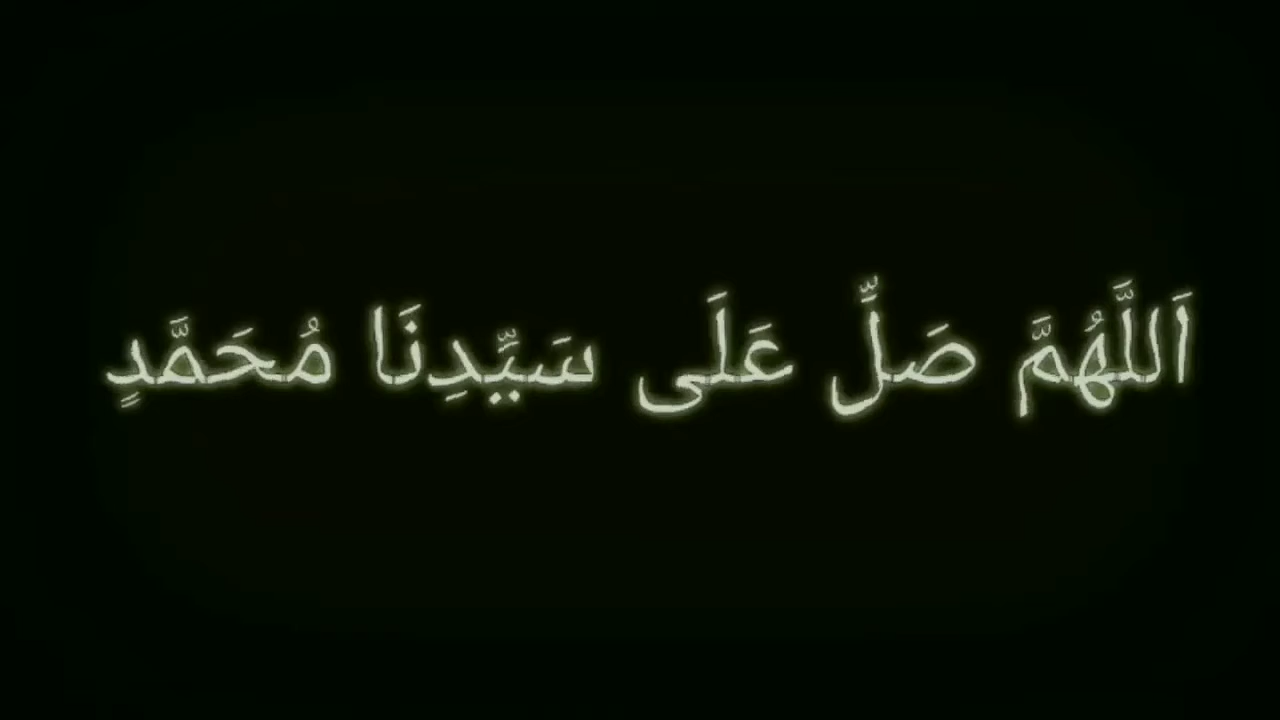 اَللَّهُمَّ صَلِّ عَلَى سَيِّدِنَا مُحَمَّدٍ